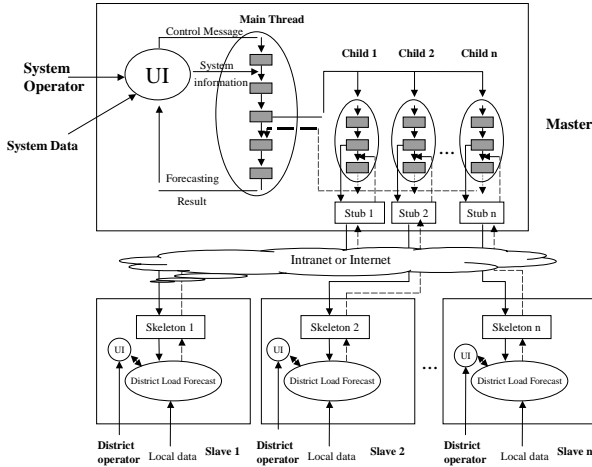 Control Message
Main Thread
Child 1
Child 2
Child n
System
Operator
UI
System
information
System Data
Master
...
Forecasting
Result
Stub 1
Stub 2
Stub n
Intranet or Internet
Skeleton 1
Skeleton 2
Skeleton n
UI
UI
UI
District Load Forecast
District Load Forecast
...
District Load Forecast
District
operator
Local data
Slave 1
District
operator
Local data
Slave 2
District
operator
Local data
Slave n